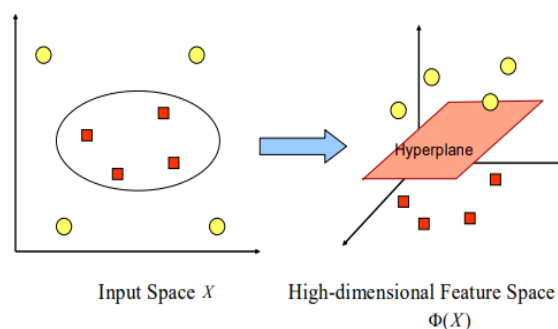 Hyperplane
Input Space X
High-dimensional Feature Space
Φ(X)